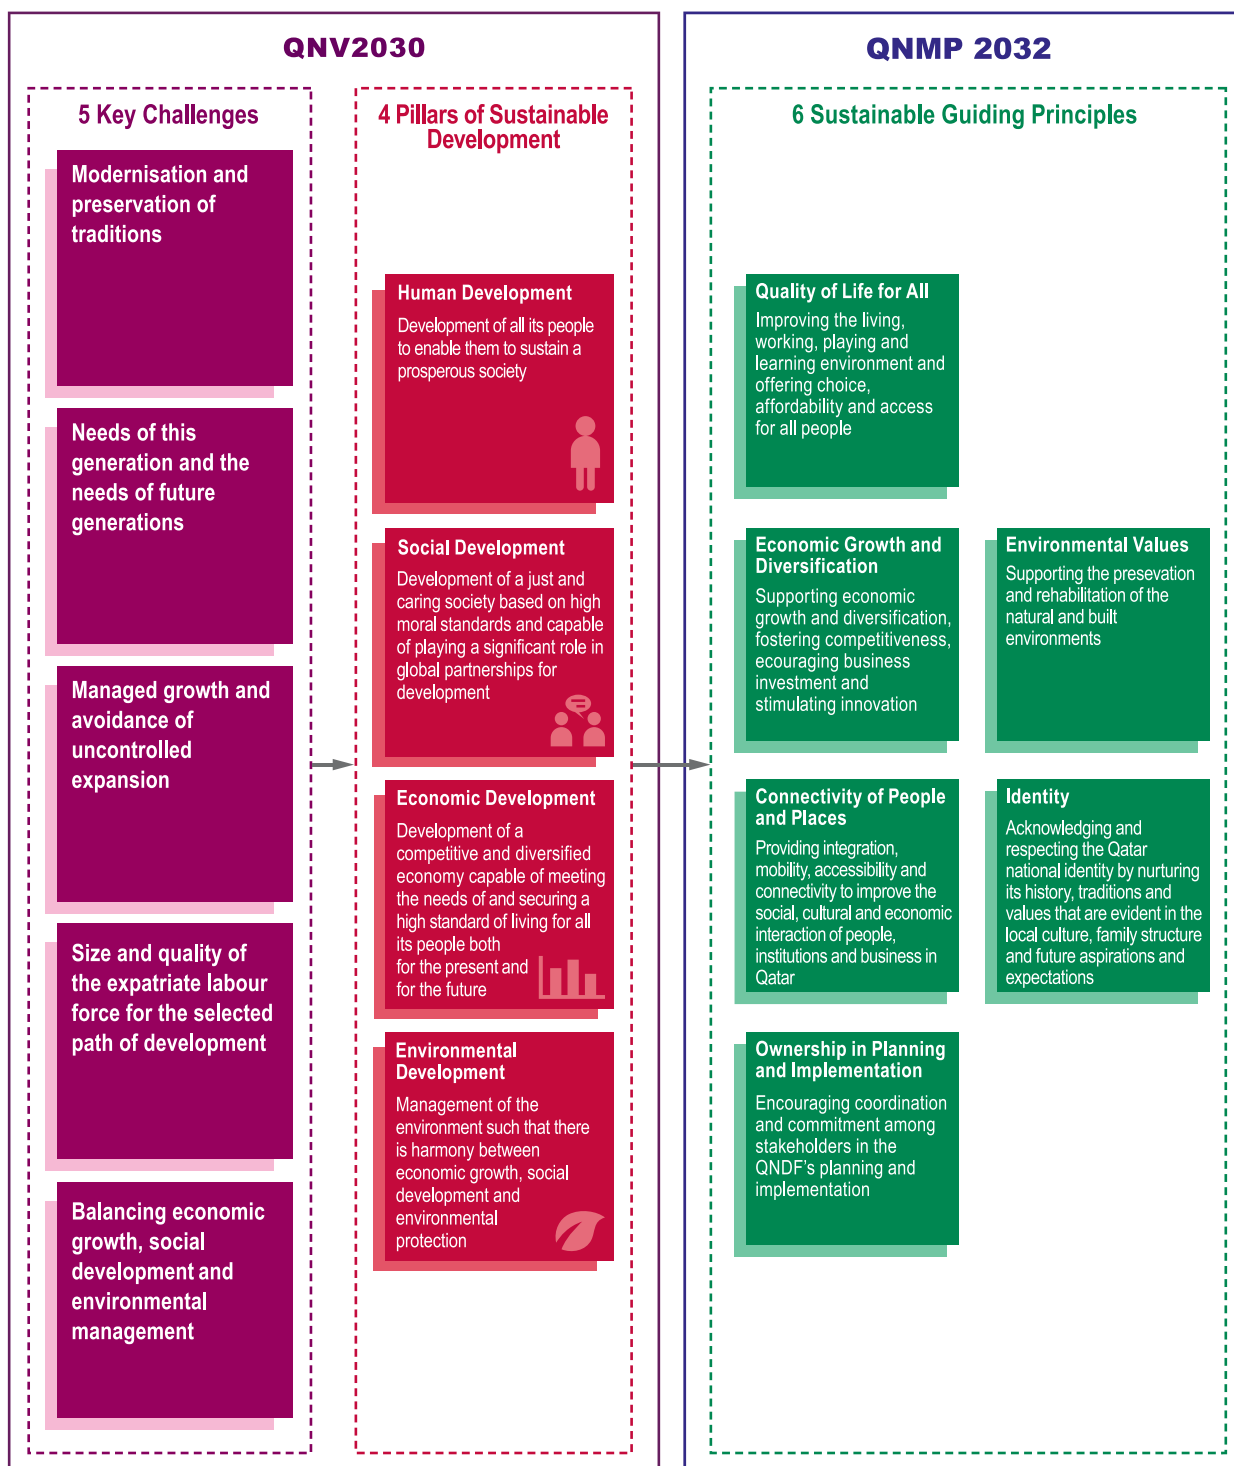 QNV2030
5 Key Challenges
Modernisation and
preservation of
traditions
Needs of this
generation and the
needs of future
generations
Managed growth and
avoidance of
uncontrolled
expansion
Size and quality of
the expatriate labour
force for the selected
path of development
Balancing economic
growth, social
development and
environmental
management
4 Pillars of Sustainable
Development
Human Development
Development of all its people
to enable them to sustain a
prosperous society
Social Development
Development of a just and
caring society based on high
moral standards and capable
of playing a significant role in
global partnerships for
development
Economic Development
Development of a
competitive and diversified
economy capable of meeting
the needs of and securing a
high standard of living for all
its people both
for the present and
for the future
Environmental
Development
Management of the
environment such that there
is harmony between
economic growth, social
development and
environmental
protection
QNMP 2032
6 Sustainable Guiding Principles
Quality of Life for All
Improving the living,
working, playing and
learning environment and
offering choice,
affordability and access
for all people
Economic Growth and
Diversification
Supporting economic
growth and diversification,
fostering competitiveness,
ecouraging business
investment and
stimulating innovation
Environmental Values
Supporting the presevation
and rehabilitation of the
natural and built
environments
Connectivity of People
and Places
Providing integration,
mobility, accessibility and
connectivity to improve the
social, cultural and economic
interaction of people,
institutions and business in
Qatar
Identity
Acknowledging and
respecting the Qatar
national identity by nurturing
its history, traditions and
values that are evident in the
local culture, family structure
and future aspirations and
expectations
Ownership in Planning
and Implementation
Encouraging coordination
and commitment among
stakeholders in the
QNDF's planning and
implementation